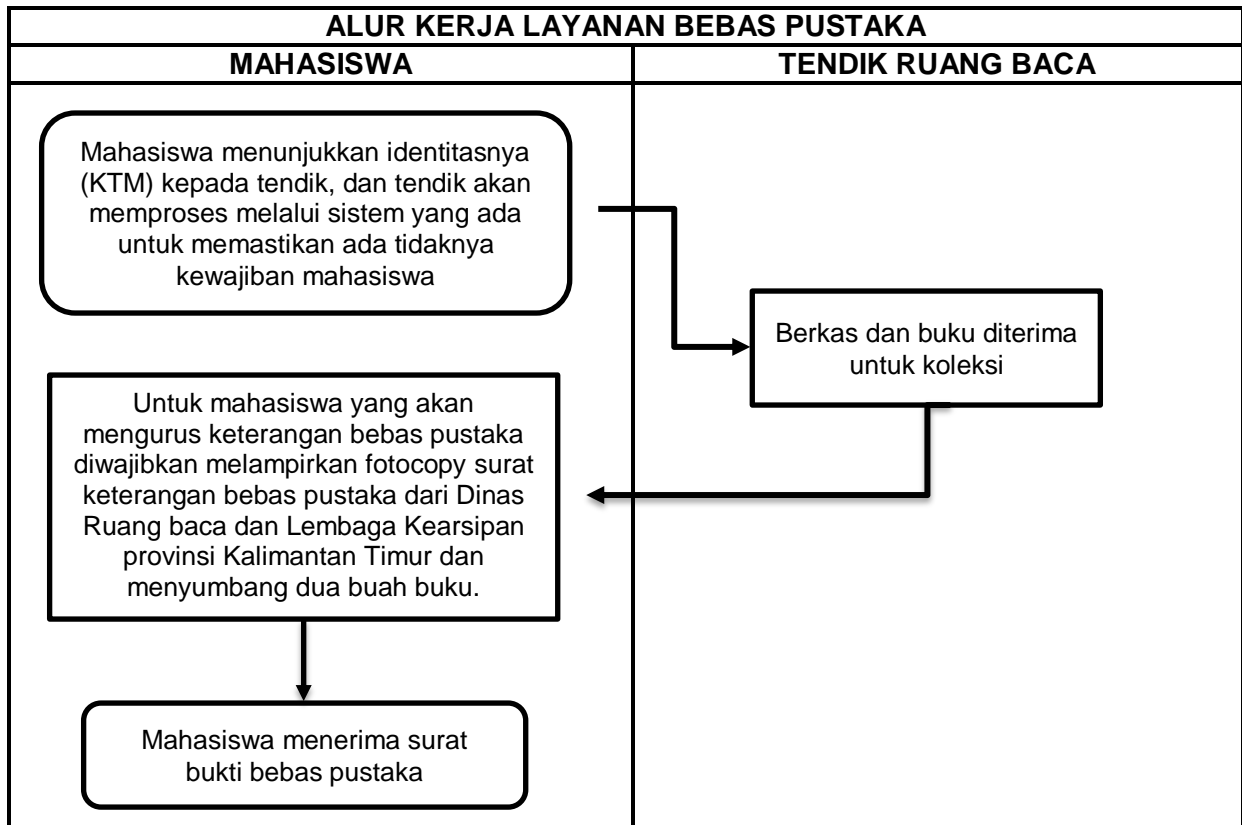 ALUR KERJA LAYANAN BEBAS PUSTAKA
MAHASISWA
TENDIK RUANG BACA
Mahasiswa menunjukkan identitasnya
(KTM) kepada tendik, dan tendik akan
memproses melalui sistem yang ada
untuk memastikan ada tidaknya
kewajiban mahasiswa
Berkas dan buku diterima
untuk koleksi
Untuk mahasiswa yang akan
mengurus keterangan bebas pustaka
diwajibkan melampirkan fotocopy surat
keterangan bebas pustaka dari Dinas
Ruang baca dan Lembaga Kearsipan
provinsi Kalimantan Timur dan
menyumbang dua buah buku.
Mahasiswa menerima surat
bukti bebas pustaka